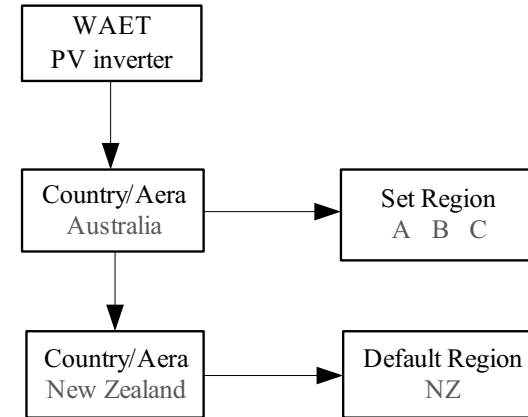 WAET
PV inverter
Country/Aera
Australia
Set Region
A B C
Country/Aera
New Zealand
Default Region
NZ